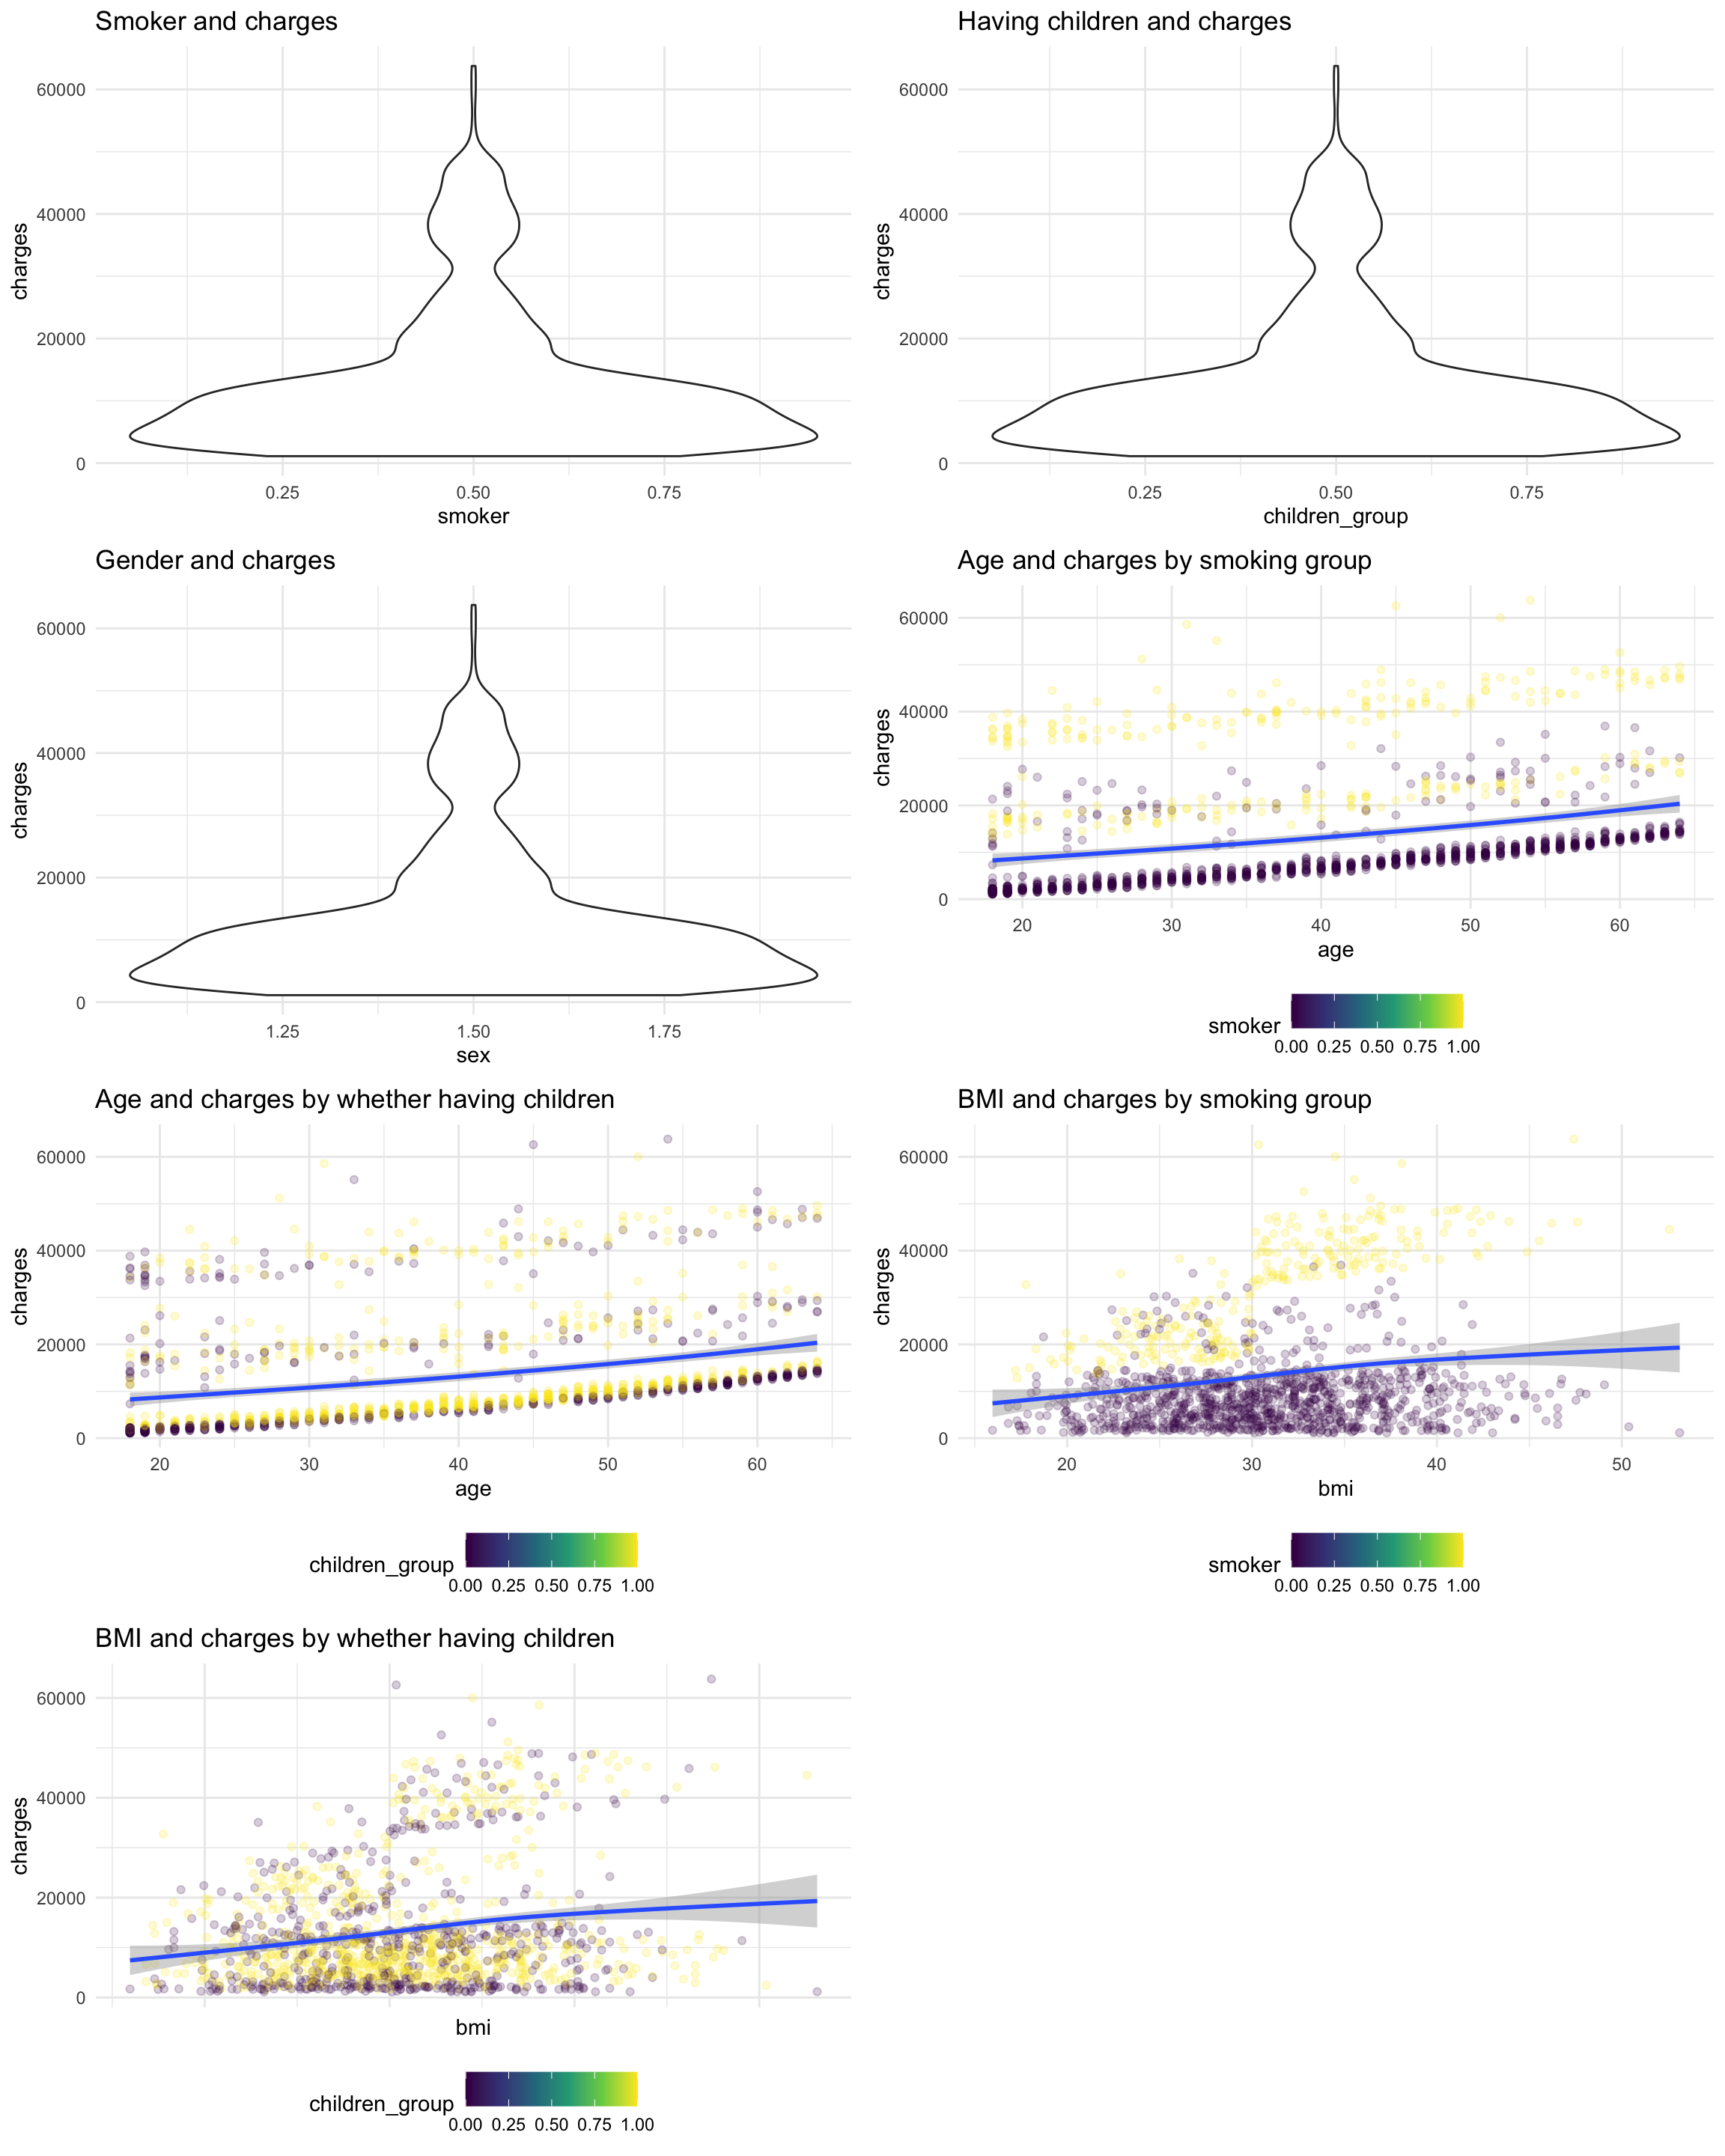 Smoker and charges
60000
40000
20000
0
charges
0.25 0.50 0.75
smoker
Having children and charges
60000
40000
20000
0
charges
0.25 0.50 0.75
children_group
Gender and charges
60000
40000
20000
0
charges
1.25 1.50 1.75
sex
Age and charges by smoking group
60000
40000
20000
0
charges
20 30 40 50 60
age
smoker
0.00 0.25 0.50 0.75 1.00
Age and charges by whether having children
60000
40000
20000
0
charges
20 30 40 50 60
age
children_group
0.00 0.25 0.50 0.75 1.00
BMI and charges by smoking group
60000
40000
20000
0
charges
20 30 40 50
bmi
smoker
0.00 0.25 0.50 0.75 1.00
BMI and charges by whether having children
60000
40000
20000
0
charges
bmi
children_group
0.00 0.25 0.50 0.75 1.00